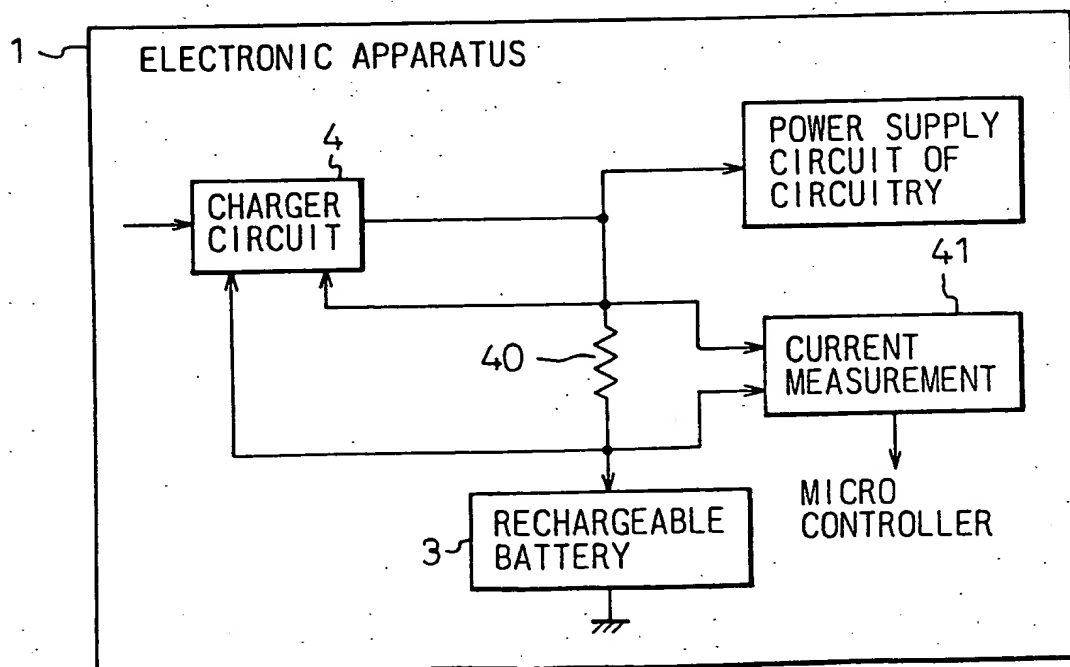 1
ELECTRONIC APPARATUS
4
CHARGER
CIRCUIT
POWER SUPPLY
CIRCUIT OF
CIRCUITRY
41
40
CURRENT
MEASUREMENT
MICRO
CONTROLLER
3
RECHARGEABLE
BATTERY